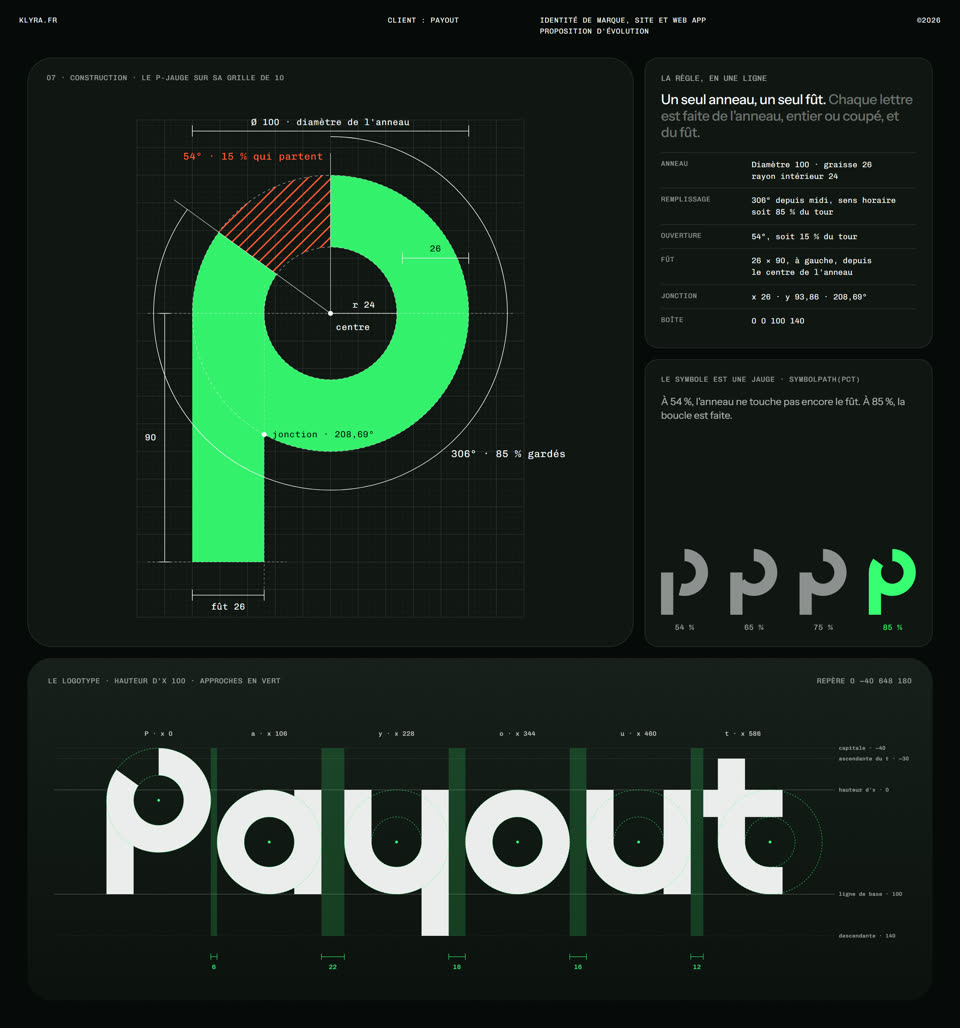 KLYRA.FR
CLIENT : PAYOUT
IDENTITÉ DE MARQUE, SITE ET WEB APP
PROPOSITION D'ÉVOLUTION
©2026
07 · CONSTRUCTION · LE P-JAUGE SUR SA GRILLE DE 10
Ø 100 · diamètre de l'anneau
54° · 15 % qui partent
26
r 24
centre
90
jonction · 208,69°
306° · 85 % gardés
fût 26
LA RÈGLE, EN UNE LIGNE
Un seul anneau, un seul fût. Chaque lettre
est faite de l'anneau, entier ou coupé, et
du fût.
ANNEAU
Diamètre 100 · graisse 26
rayon intérieur 24
REMPLISSAGE
306° depuis midi, sens horaire
soit 85 % du tour
OUVERTURE
54°, soit 15 % du tour
FÛT
26 × 90, à gauche, depuis
le centre de l'anneau
JONCTION
x 26 · y 93,86 · 208,69°
BOÎTE
0 0 100 140
LE SYMBOLE EST UNE JAUGE · SYMBOLPATH(PCT)
À 54 %, l'anneau ne touche pas encore le fût. À 85 %, la
boucle est faite.
54 %
65 %
75 %
85 %
LE LOGOTYPE · HAUTEUR D'X 100 · APPROCHES EN VERT
REPÈRE 0 −40 648 180
P · x 0
a · x 106
y · x 228
o · x 344
u · x 460
t · x 586
capitale · −40
ascendante du t · −30
hauteur d'x · 0
Payout
ligne de base · 100
descendante · 140
6
22
16
16
12